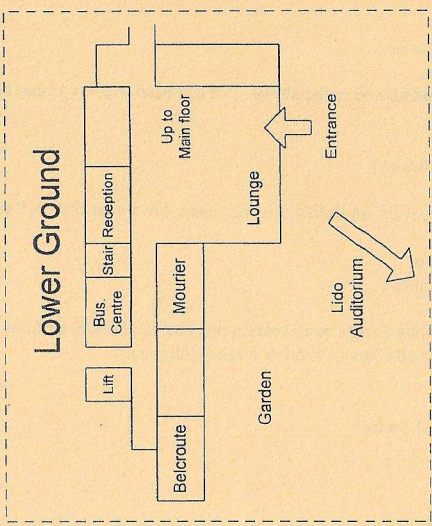 Lower Ground
Lift
Bus.
Centre
Stair
Reception
Up to
Main floor
Belcroute
Mourier
Lounge
Entrance
Garden
Lido
Auditorium